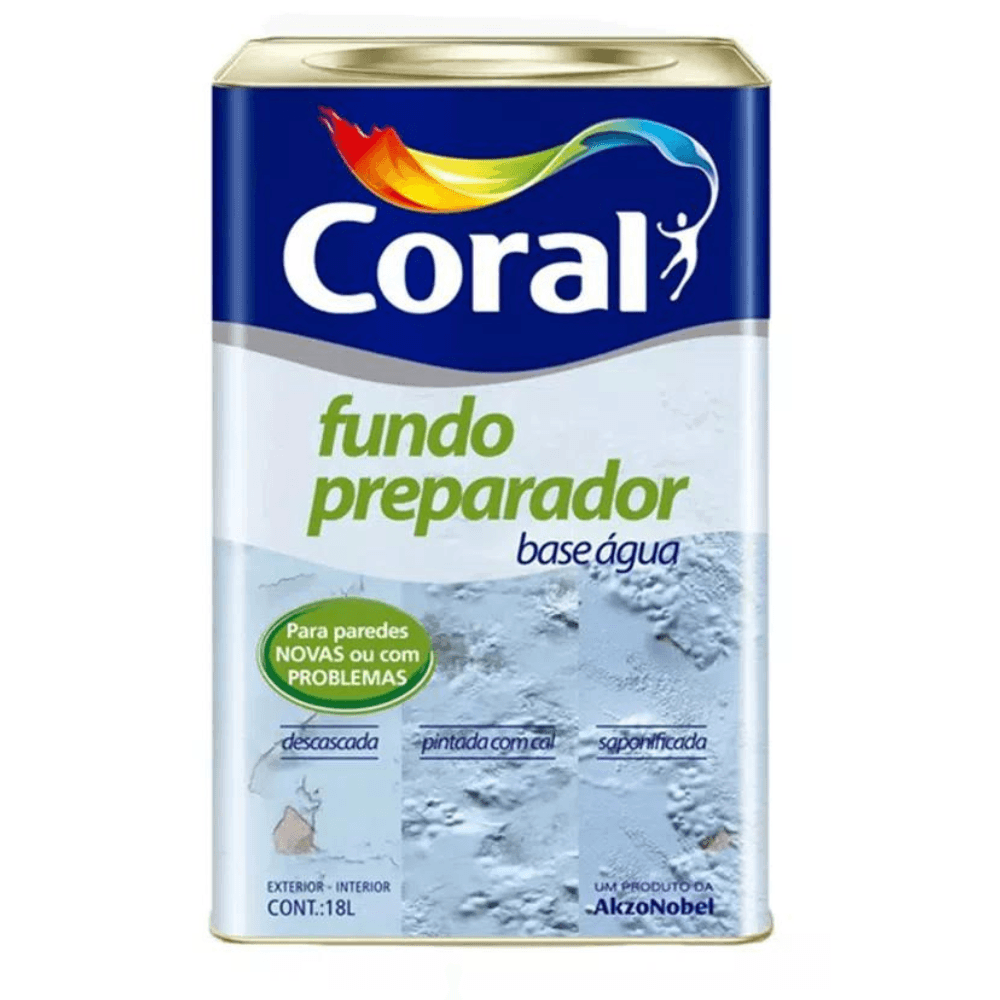 Coral
fundo
preparador
base água
Para paredes
NOVAS ou com
PROBLEMAS
descascada
pintada com cal
saponificada
EXTERIOR - INTERIOR
CONT.:18L
UM PRODUTO DA
AkzoNobel